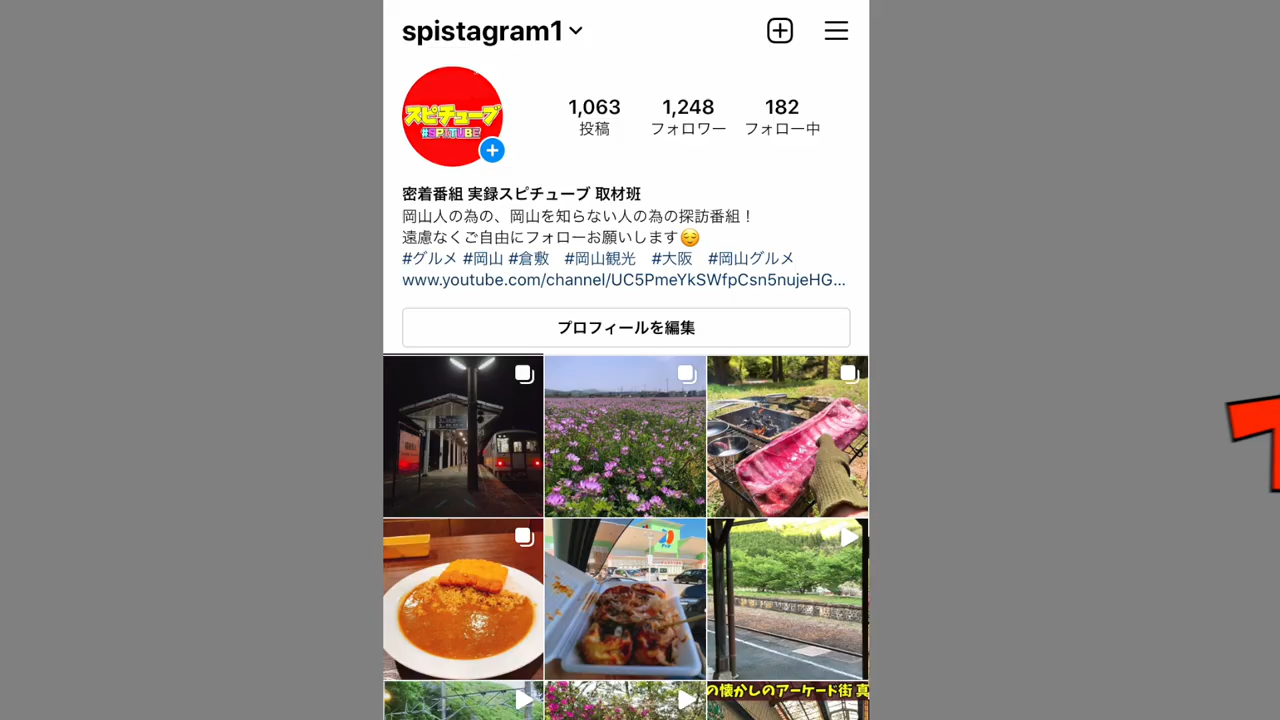 spistagram1
スピチューブ
#SPITUBE
1,063
投稿
1,248
フォロワー
182
フォロー中
密着番組 実録スピチューブ 取材班
岡山人の為の、岡山を知らない人の為の探訪番組！
遠慮なくご自由にフォローお願いします😌
#グルメ #岡山 #倉敷　#岡山観光　#大阪　#岡山グルメ
www.youtube.com/channel/UC5PmeYkSWfpCsn5nujeHG...
プロフィールを編集
の懐かしのアーケード街 真